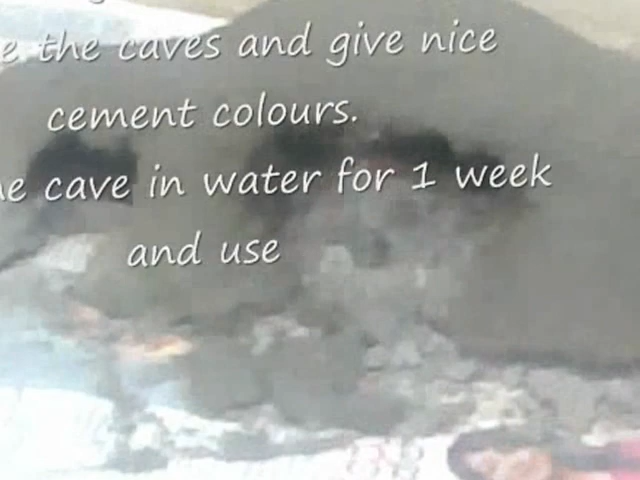 the caves and give nice
cement colours.
cave in water for 1 week
and use